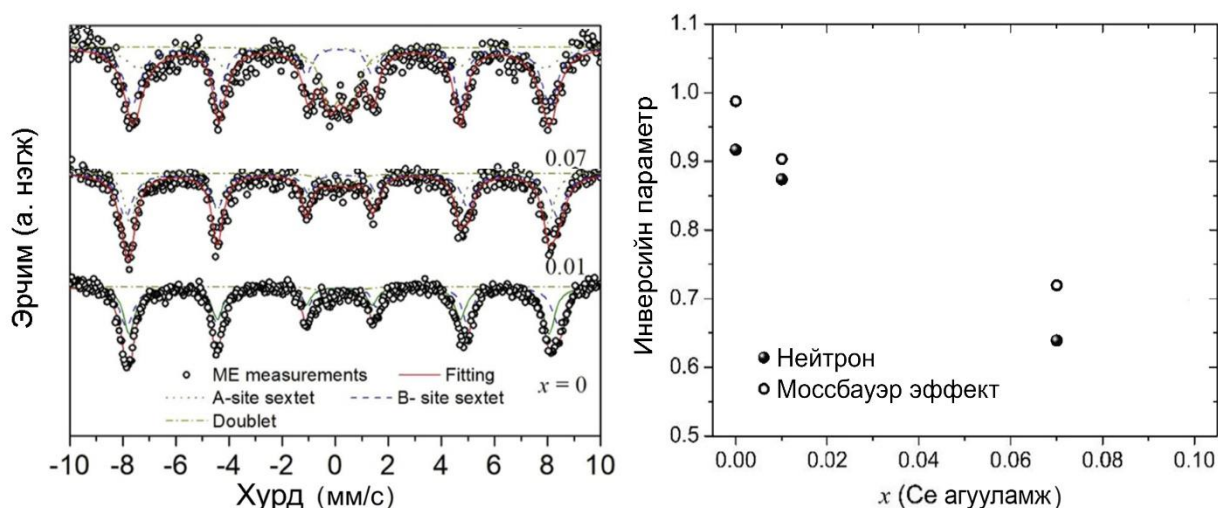 Эрчим (а. нэгж)
0.07
0.01
x = 0
ME measurements
Fitting
A-site sextet
B- site sextet
Doublet
-10 -8 -6 -4 -2 0 2 4 6 8 10
Хурд (мм/с)
Инверсийн параметр
1.1
1.0
0.9
0.8
0.7
0.6
0.5
Нейтрон
Моссбауэр эффект
0.00 0.02 0.04 0.06 0.08 0.10
x (Ce агууламж)